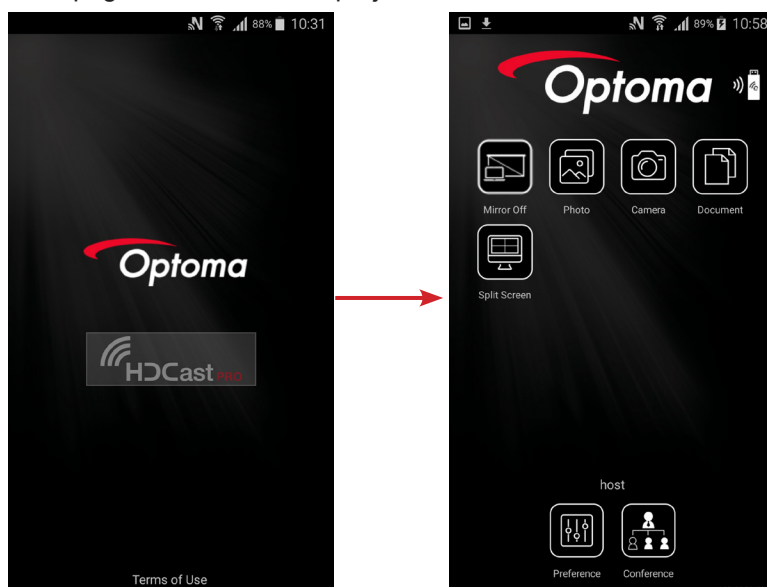 88% 10:31
Optoma
HDCast PRO
Terms of Use
89% 10:58
Optoma
Mirror Off Photo Camera Document
Split Screen
host
Preference Conference